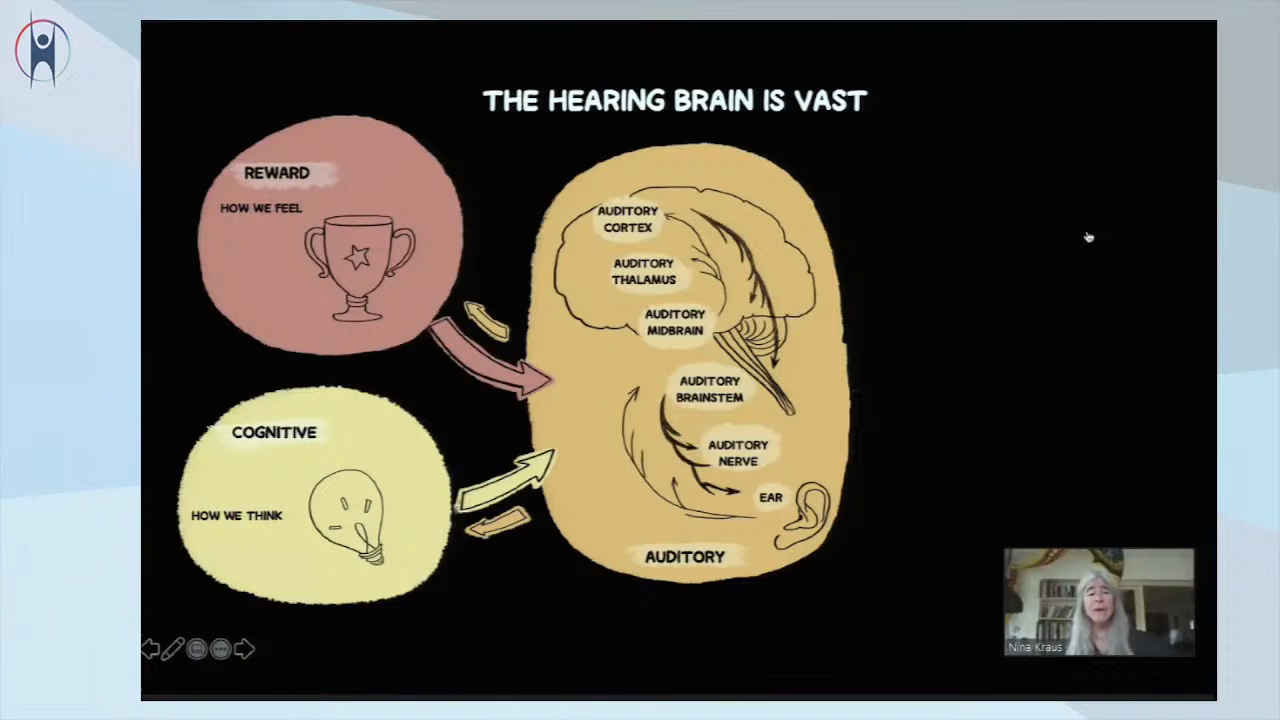 THE HEARING BRAIN IS VAST
REWARD
HOW WE FEEL
COGNITIVE
HOW WE THINK
AUDITORY
CORTEX
AUDITORY
THALAMUS
AUDITORY
MIDBRAIN
AUDITORY
BRAINSTEM
AUDITORY
NERVE
EAR
AUDITORY
Nina Kraus